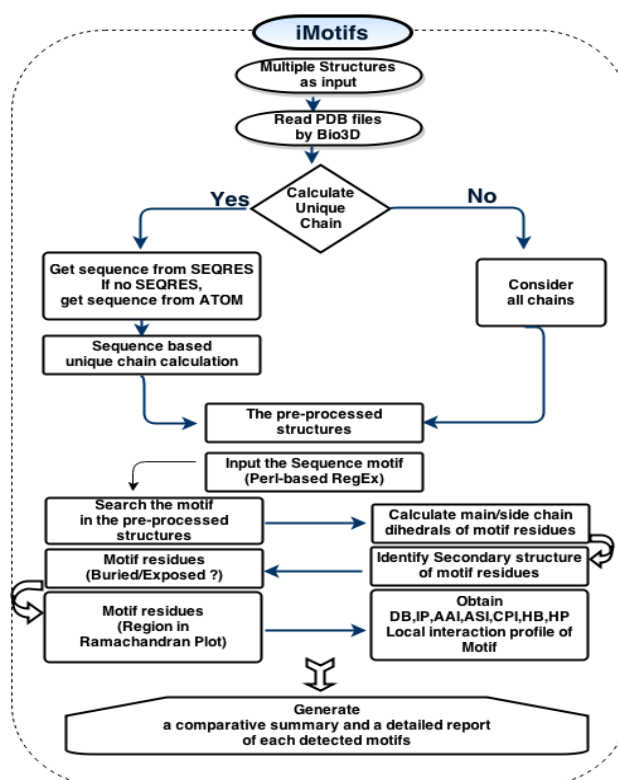 iMotifs
Multiple Structures
as input
Read PDB files
by Bio3D
Calculate
Unique
Chain
Yes
No
Get sequence from SEQRES
If no SEQRES,
get sequence from ATOM
Consider
all chains
Sequence based
unique chain calculation
The pre-processed
structures
Input the Sequence motif
(Perl-based RegEx)
Search the motif
in the pre-processed
structures
Calculate main/side chain
dihedrals of motif residues
Motif residues
(Buried/Exposed ?)
Identify Secondary structure
of motif residues
Motif residues
(Region in
Ramachandran Plot)
Obtain
DB,IP,AAI,ASI,CPI,HB,HP
Local interaction profile of
Motif
Generate
a comparative summary and a detailed report
of each detected motifs